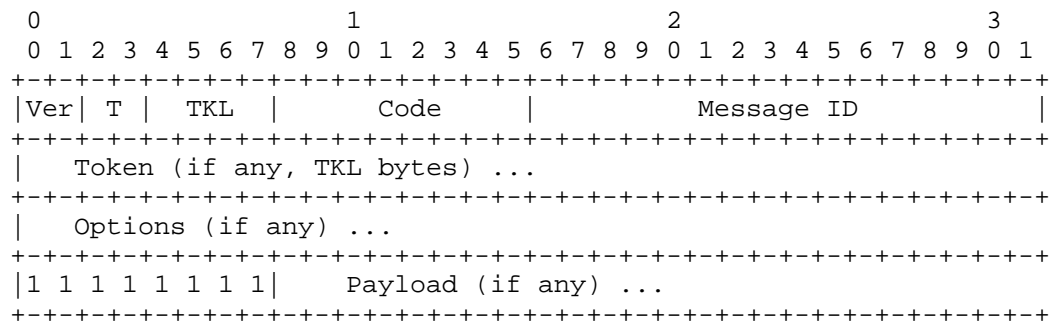 0                   1                   2                   3
 0 1 2 3 4 5 6 7 8 9 0 1 2 3 4 5 6 7 8 9 0 1 2 3 4 5 6 7 8 9 0 1
+-+-+-+-+-+-+-+-+-+-+-+-+-+-+-+-+-+-+-+-+-+-+-+-+-+-+-+-+-+-+-+-+
|Ver| T |  TKL  |      Code     |          Message ID           |
+-+-+-+-+-+-+-+-+-+-+-+-+-+-+-+-+-+-+-+-+-+-+-+-+-+-+-+-+-+-+-+-+
|   Token (if any, TKL bytes) ...
+-+-+-+-+-+-+-+-+-+-+-+-+-+-+-+-+-+-+-+-+-+-+-+-+-+-+-+-+-+-+-+-+
|   Options (if any) ...
+-+-+-+-+-+-+-+-+-+-+-+-+-+-+-+-+-+-+-+-+-+-+-+-+-+-+-+-+-+-+-+-+
|1 1 1 1 1 1 1 1|    Payload (if any) ...
+-+-+-+-+-+-+-+-+-+-+-+-+-+-+-+-+-+-+-+-+-+-+-+-+-+-+-+-+-+-+-+-+